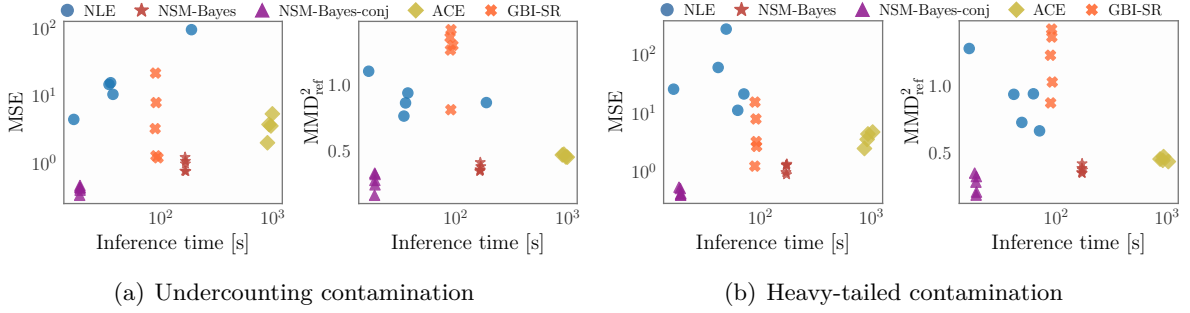 NLE NSM-Bayes NSM-Bayes-conj ACE GBI-SR
NLE NSM-Bayes NSM-Bayes-conj ACE GBI-SR
MSE
10²
10¹
10⁰
10² 10³
Inference time [s]
MMD²ref
1.0
0.5
10² 10³
Inference time [s]
MSE
10²
10¹
10⁰
10² 10³
Inference time [s]
MMD²ref
1.0
0.5
10² 10³
Inference time [s]
(a) Undercounting contamination
(b) Heavy-tailed contamination